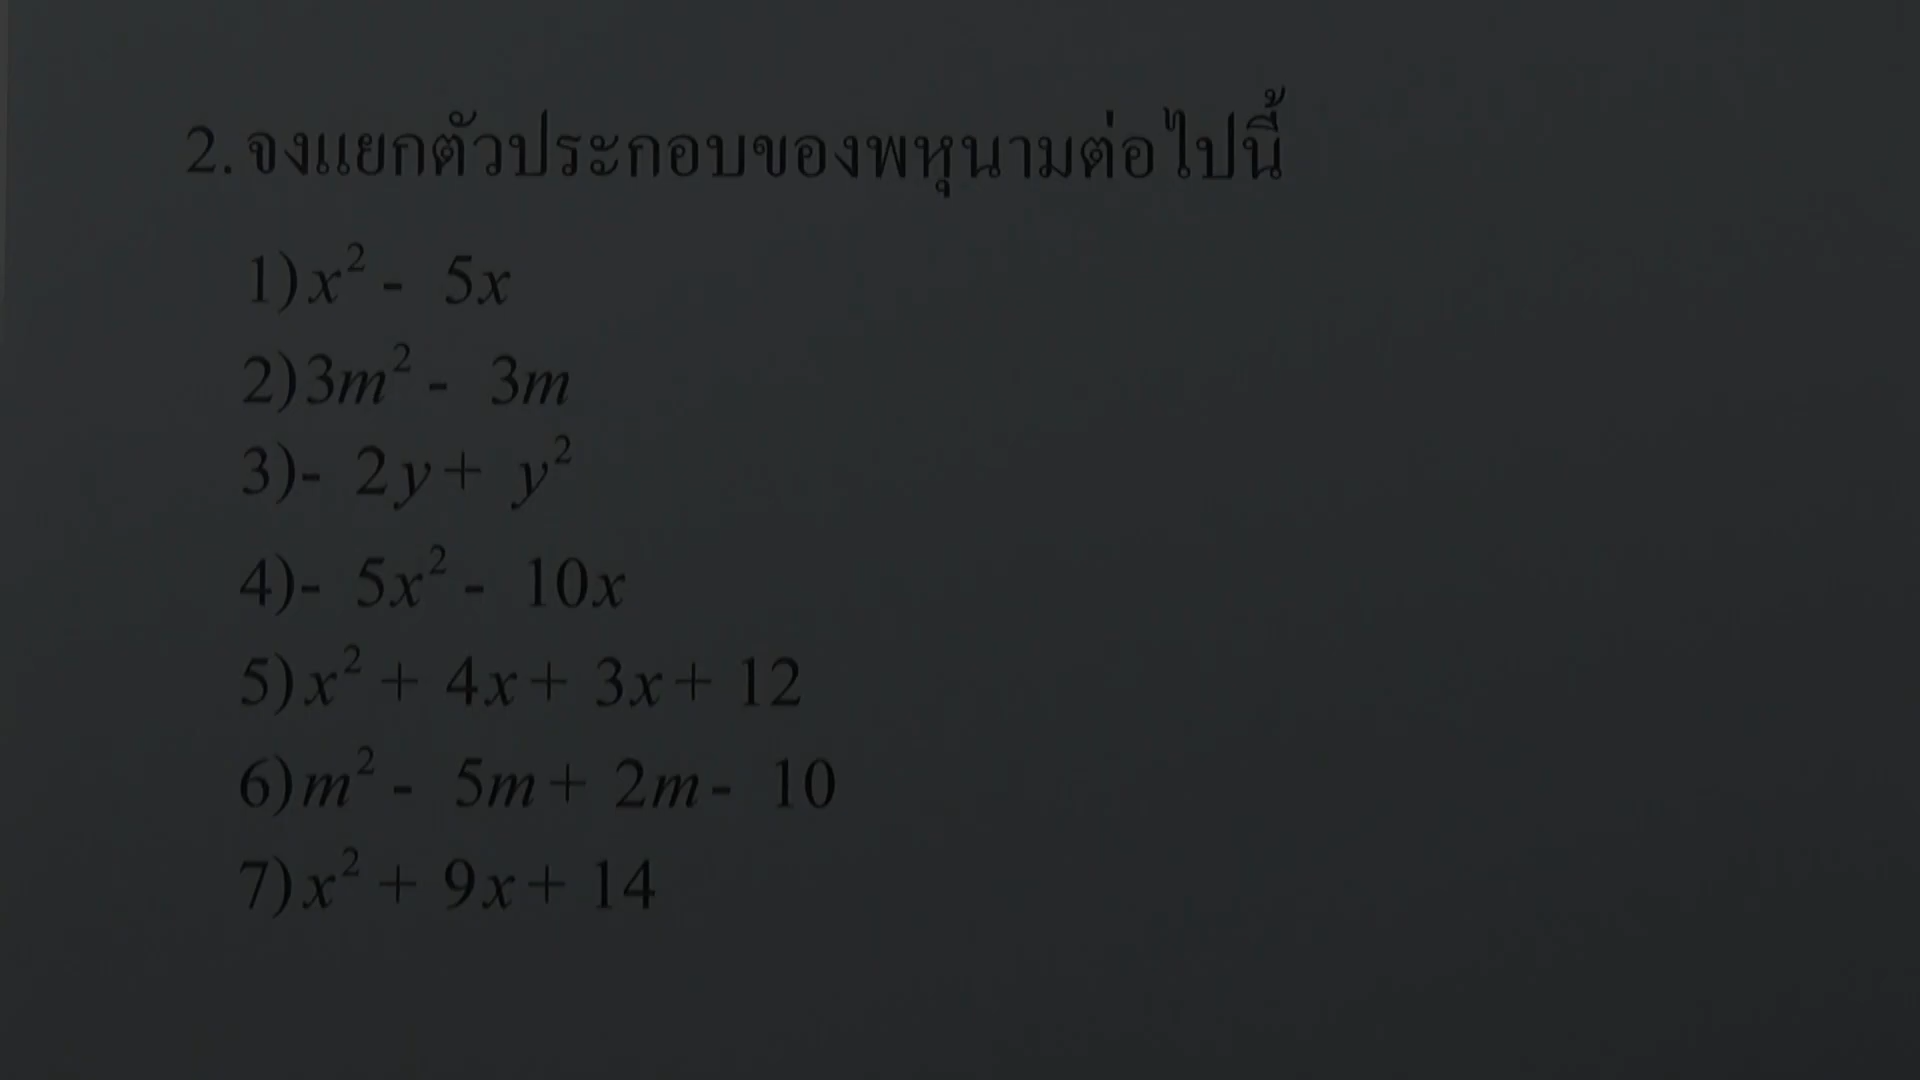 2. จงแยกตัวประกอบของพหุนามต่อไปนี้
1) x² - 5x
2) 3m² - 3m
3) - 2y + y²
4) - 5x² - 10x
5) x² + 4x + 3x + 12
6) m² - 5m + 2m - 10
7) x² + 9x + 14